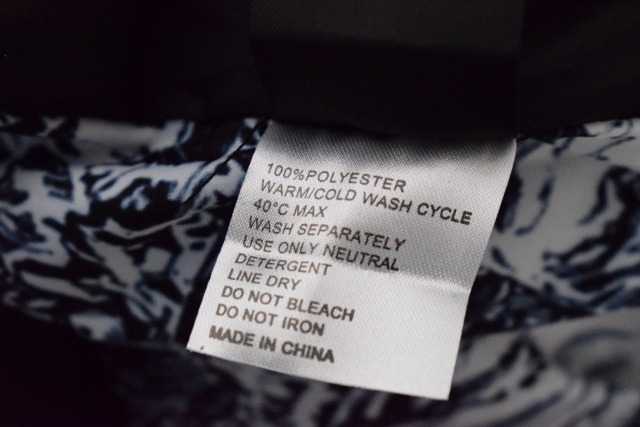 100%POLYESTER
WARM/COLD WASH CYCLE
40°C MAX
WASH SEPARATELY
USE ONLY NEUTRAL
DETERGENT
LINE DRY
DO NOT BLEACH
DO NOT IRON
MADE IN CHINA